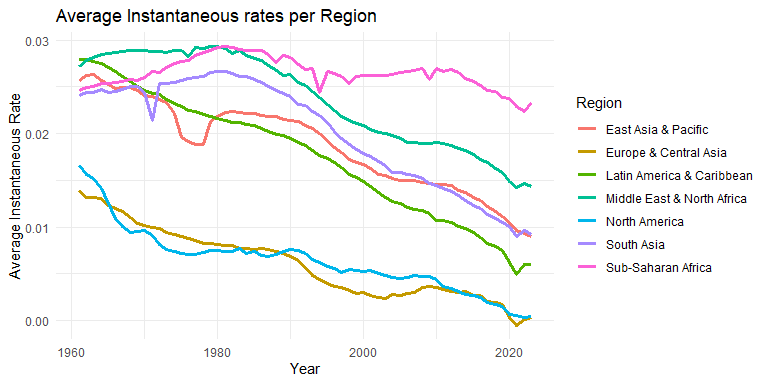 Average Instantaneous rates per Region
Average Instantaneous Rate
0.03
0.02
0.01
0.00
1960
1980
2000
2020
Year
Region
East Asia & Pacific
Europe & Central Asia
Latin America & Caribbean
Middle East & North Africa
North America
South Asia
Sub-Saharan Africa